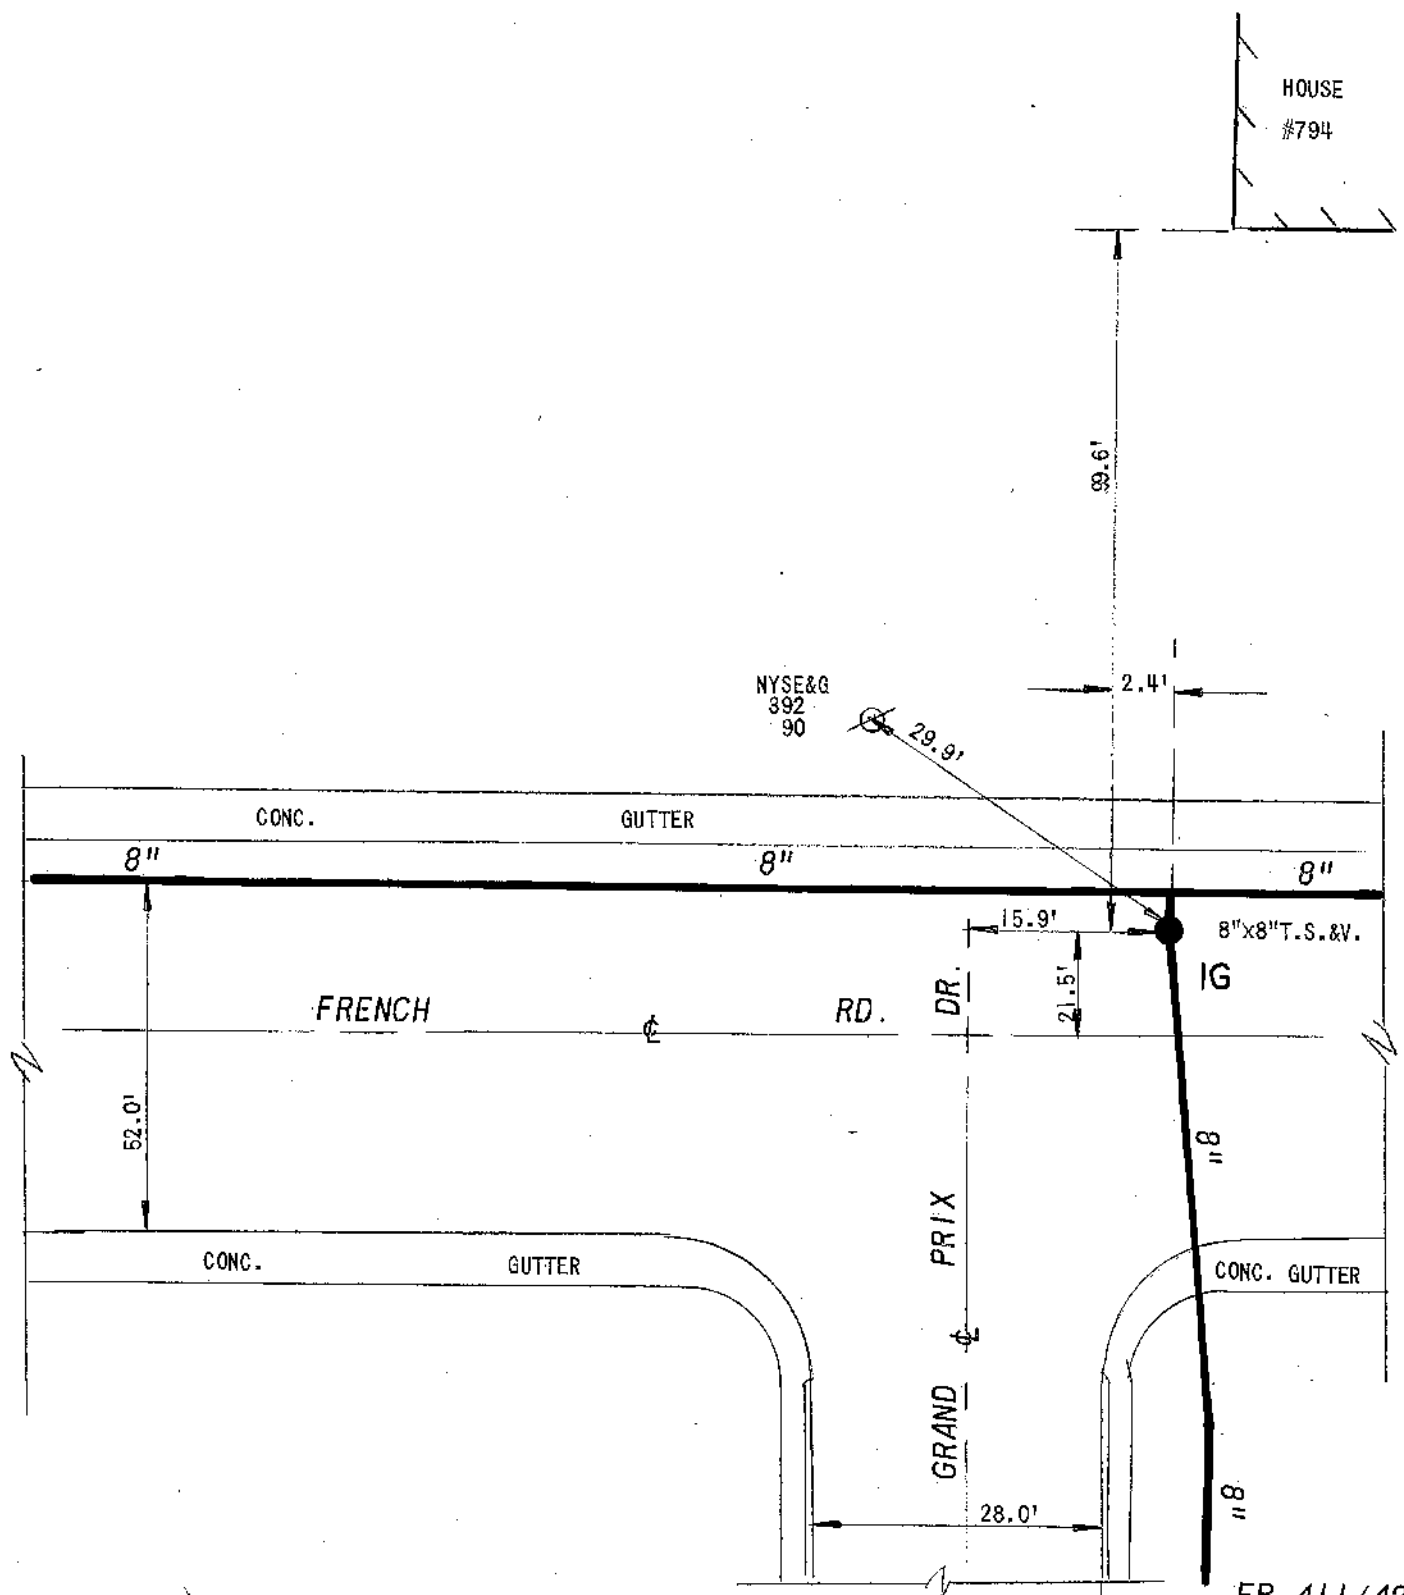 HOUSE
#794
99.6'
2.4'
NYSE&G
392
90
29.9'
CONC. GUTTER
8" 8" 8"
15.9'
8"x8"T.S.&V.
21.5'
IG
FRENCH ℄ RD.
GRAND ℄ PRIX DR.
52.0'
8"
CONC. GUTTER
CONC. GUTTER
28.0'
8"